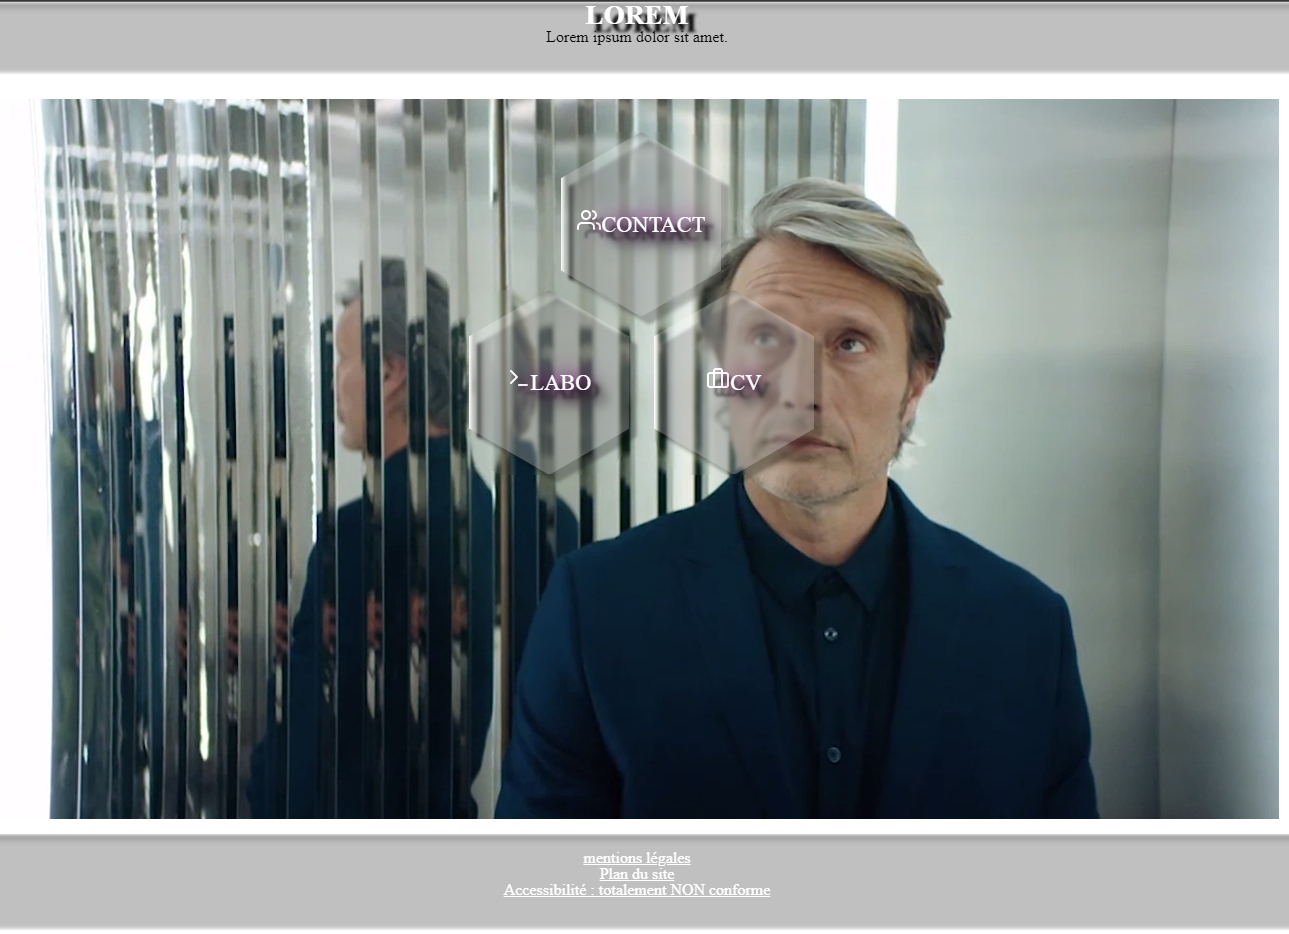 LOREM
Lorem ipsum dolor sit amet.
CONTACT
LABO
CV
mentions légales
Plan du site
Accessibilité : totalement NON conforme